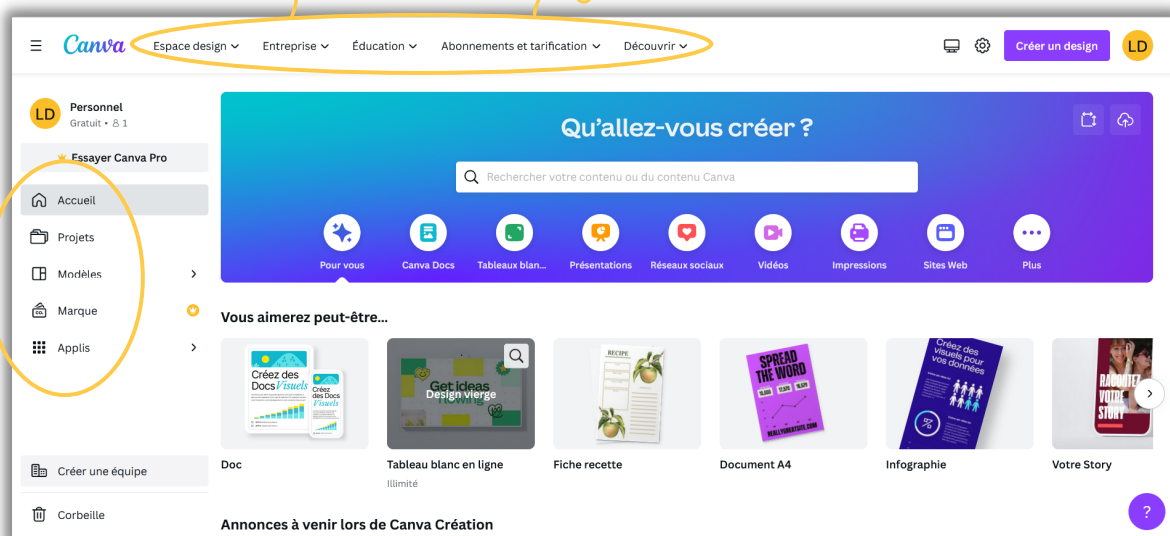 Canva
Espace design
Entreprise
Éducation
Abonnements et tarification
Découvrir
Créer un design
LD
LD
Personnel
Gratuit • 1
Essayer Canva Pro
Accueil
Projets
Modèles
Marque
Applis
Créer une équipe
Corbeille
Qu'allez-vous créer ?
Rechercher votre contenu ou du contenu Canva
Pour vous
Canva Docs
Tableaux blan...
Présentations
Réseaux sociaux
Vidéos
Impressions
Sites Web
Plus
Vous aimerez peut-être...
Créez des
Docs Visuels
Créez
des Docs
Visuels
Doc
Get ideas
flowing
Design vierge
Tableau blanc en ligne
Illimité
RECIPE
Fiche recette
SPREAD
THE WORD
REALLYGREATSITE.COM
Document A4
Créez des
visuels pour
vos données
%
Infographie
RACONTEZ
VOTRE
STORY
Votre Story
Annonces à venir lors de Canva Création
?